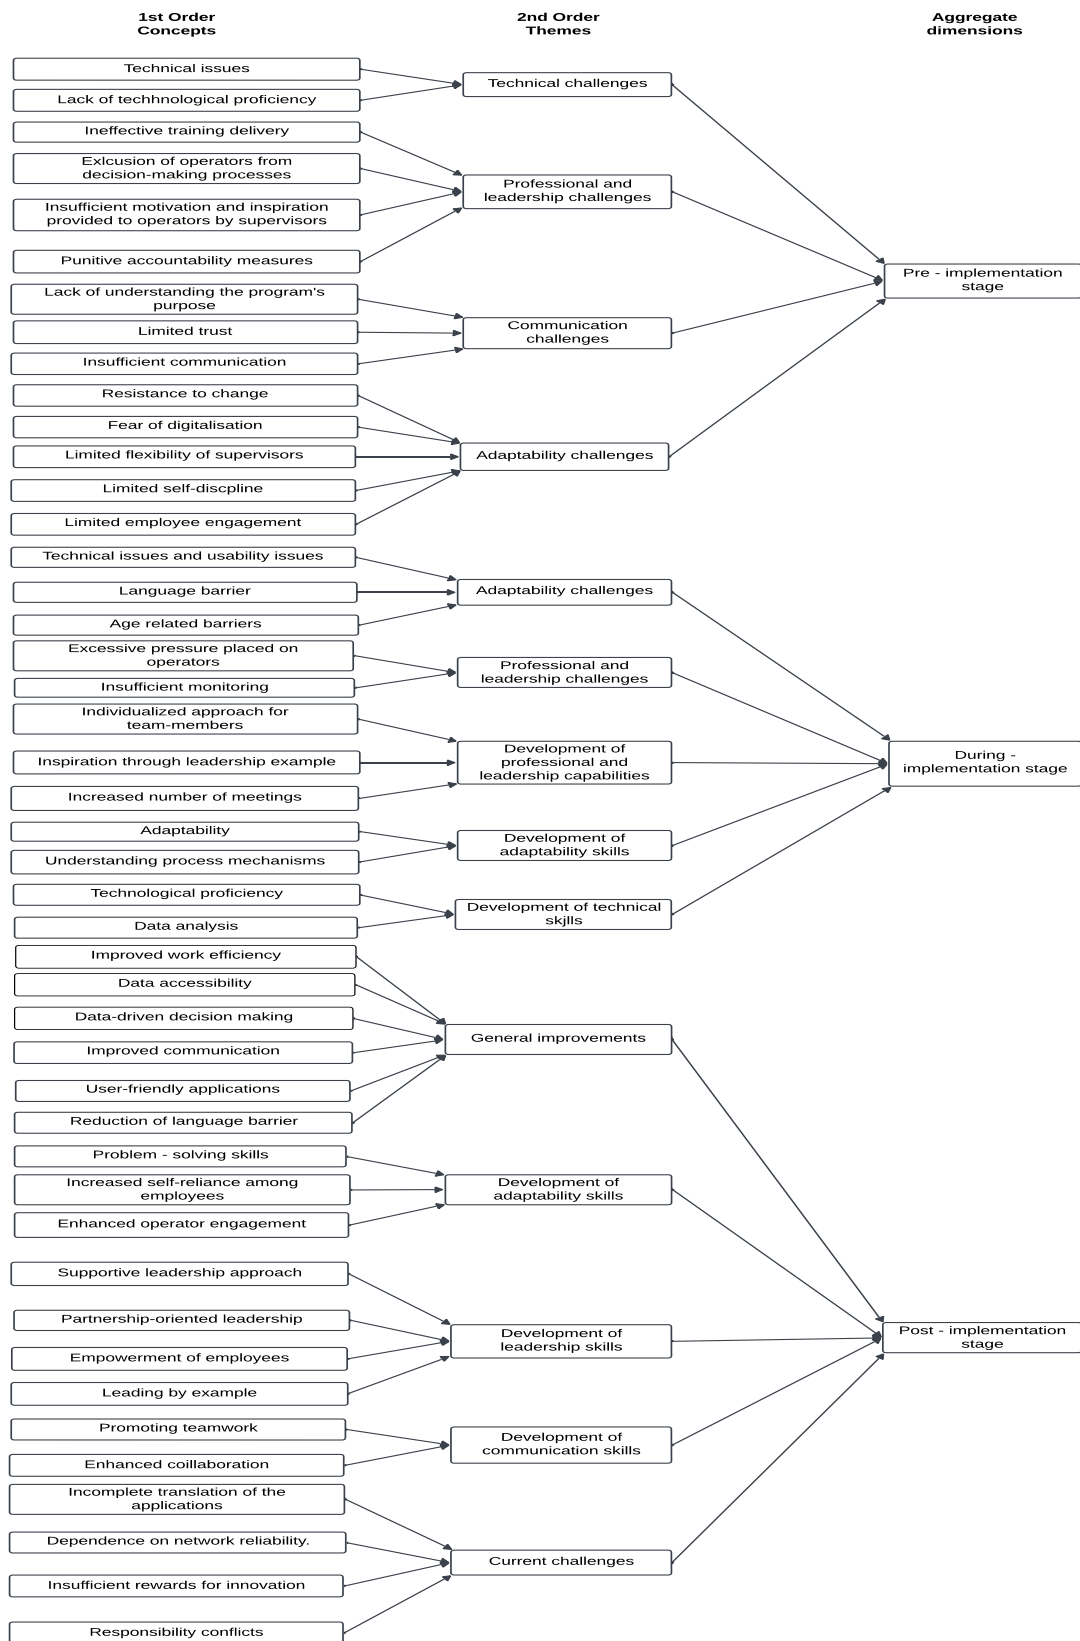 1st Order
Concepts
2nd Order
Themes
Aggregate
dimensions
Technical issues
Lack of techhnological proficiency
Technical challenges
Ineffective training delivery
Exlcusion of operators from
decision-making processes
Insufficient motivation and inspiration
provided to operators by supervisors
Punitive accountability measures
Professional and
leadership challenges
Lack of understanding the program's
purpose
Limited trust
Insufficient communication
Communication
challenges
Resistance to change
Fear of digitalisation
Limited flexibility of supervisors
Limited self-discpline
Limited employee engagement
Adaptability challenges
Pre - implementation
stage
Technical issues and usability issues
Language barrier
Age related barriers
Adaptability challenges
Excessive pressure placed on
operators
Insufficient monitoring
Professional and
leadership challenges
Individualized approach for
team-members
Inspiration through leadership example
Increased number of meetings
Development of
professional and
leadership capabilities
Adaptability
Understanding process mechanisms
Development of
adaptability skills
Technological proficiency
Data analysis
Development of technical
skjlls
During -
implementation stage
Improved work efficiency
Data accessibility
Data-driven decision making
Improved communication
User-friendly applications
Reduction of language barrier
General improvements
Problem - solving skills
Increased self-reliance among
employees
Enhanced operator engagement
Development of
adaptability skills
Supportive leadership approach
Partnership-oriented leadership
Empowerment of employees
Leading by example
Development of
leadership skills
Promoting teamwork
Enhanced coillaboration
Development of
communication skills
Incomplete translation of the
applications
Dependence on network reliability.
Insufficient rewards for innovation
Responsibility conflicts
Current challenges
Post - implementation
stage